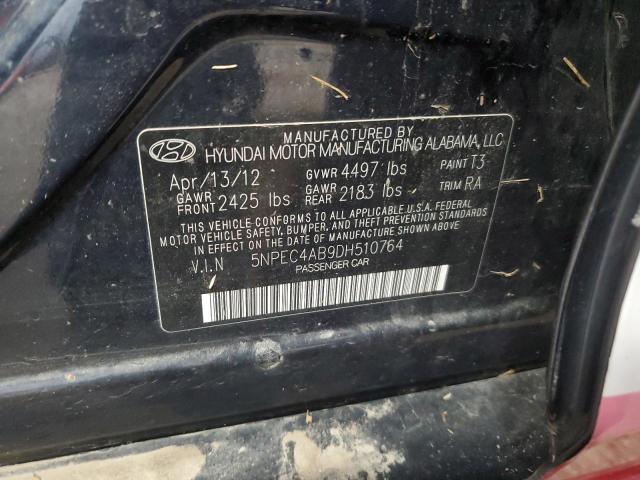 MANUFACTURED BY
HYUNDAI MOTOR MANUFACTURING ALABAMA, LLC
Apr/13/12 GVWR 4497 lbs PAINT T3
GAWR FRONT 2425 lbs GAWR REAR 2183 lbs TRIM RA
THIS VEHICLE CONFORMS TO ALL APPLICABLE U.S.A FEDERAL
MOTOR VEHICLE SAFETY, BUMPER, AND THEFT PREVENTION STANDARDS
IN EFFECT ON THE DATE OF MANUFACTURE SHOWN ABOVE.
V.I.N 5NPEC4AB9DH510764
PASSENGER CAR